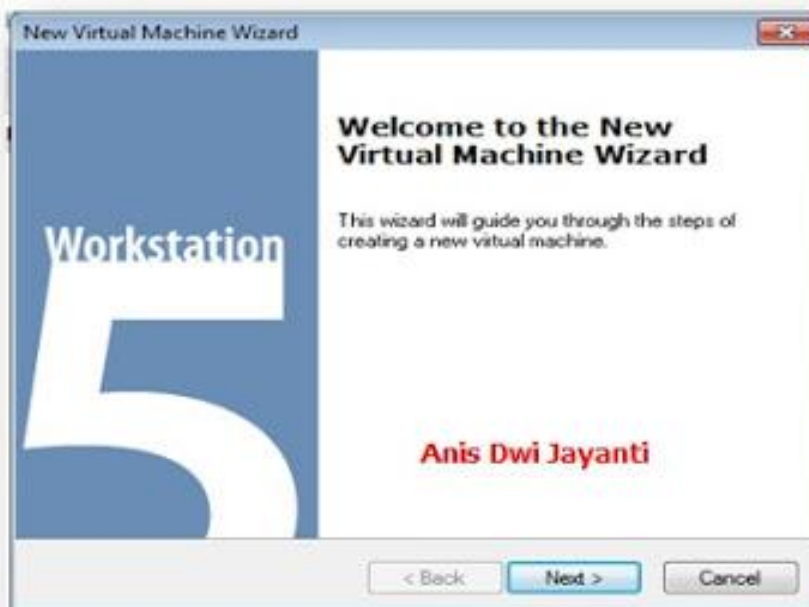 New Virtual Machine Wizard
Welcome to the New
Virtual Machine Wizard
This wizard will guide you through the steps of
creating a new virtual machine.
Workstation
5
Anis Dwi Jayanti
< Back Next > Cancel